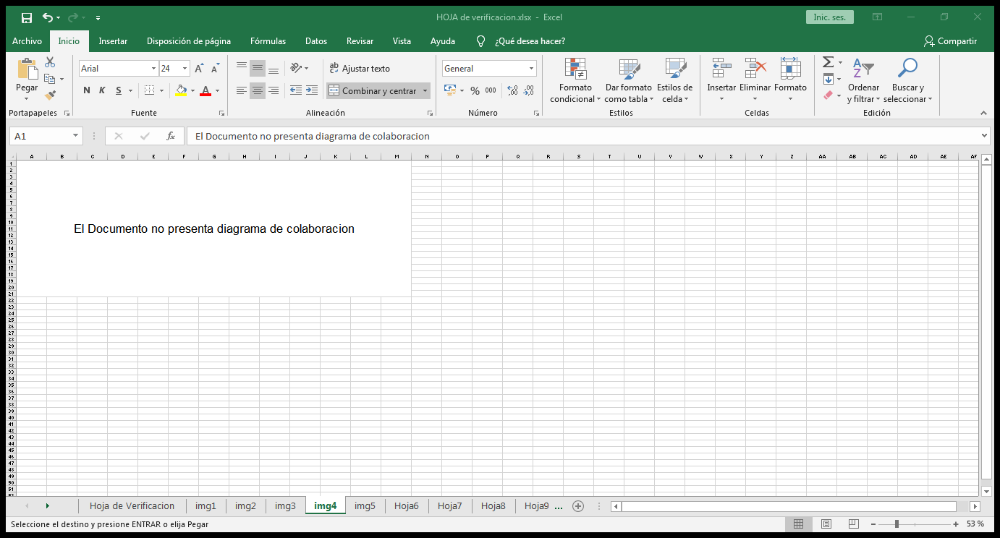 HOJA de verificacion.xlsx - Excel
Inic. ses.
Archivo Inicio Insertar Disposición de página Fórmulas Datos Revisar Vista Ayuda ¿Qué desea hacer? Compartir
Pegar
Arial 24
N K S
Ajustar texto
Combinar y centrar
General
% 000
Formato condicional
Dar formato como tabla
Estilos de celda
Insertar Eliminar Formato
Ordenar y filtrar
Buscar y seleccionar
Portapapeles Fuente Alineación Número Estilos Celdas Edición
A1 fx El Documento no presenta diagrama de colaboracion
A B C D E F G H I J K L M N O P Q R S T U V W X Y Z AA AB AC AD AE AF
1
2
3
4
5
6
7
8
9
10
11
12
13
14
15
16
17
18
19
20
21
22
23
24
25
26
27
28
29
30
31
32
33
34
35
36
37
38
39
40
41
42
43
44
45
46
47
48
49
50
51
El Documento no presenta diagrama de colaboracion
Hoja de Verificacion img1 img2 img3 img4 img5 Hoja6 Hoja7 Hoja8 Hoja9 ...
Seleccione el destino y presione ENTRAR o elija Pegar
53 %